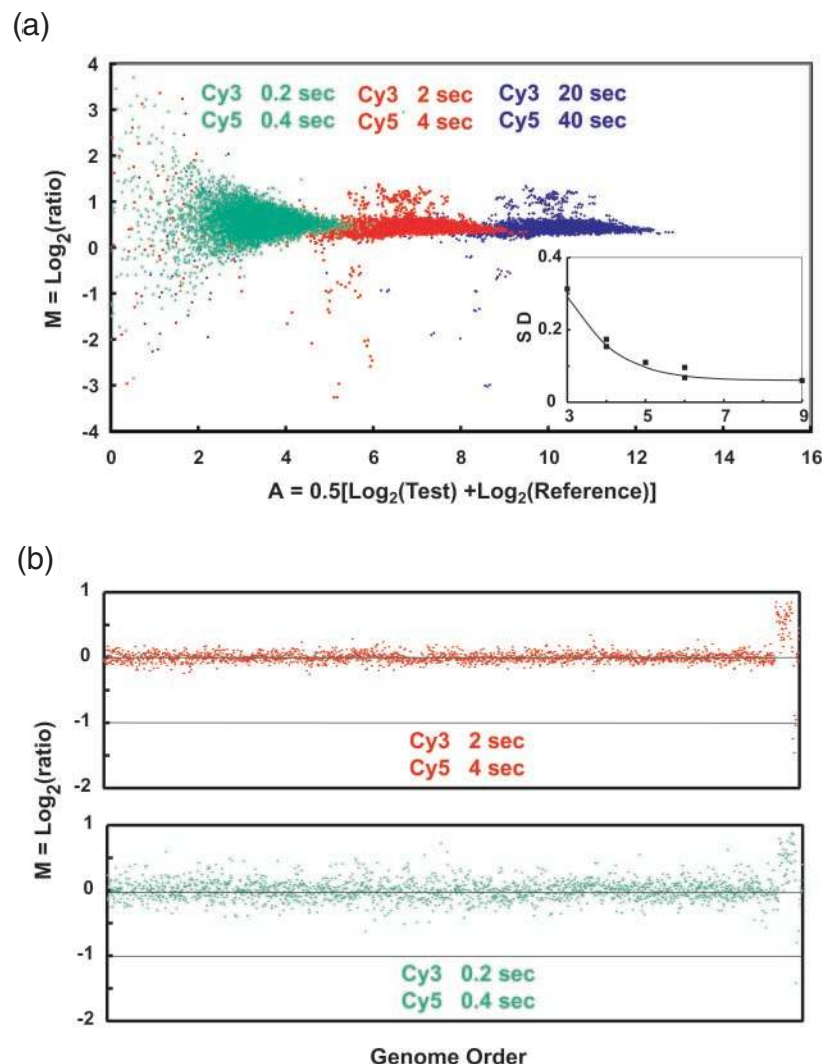 (a)
4
3
2
1
0
-1
-2
-3
-4
M = Log₂(ratio)
Cy3 0.2 sec
Cy5 0.4 sec
Cy3 2 sec
Cy5 4 sec
Cy3 20 sec
Cy5 40 sec
0.4
0.2
0
S D
3 5 7 9
0 2 4 6 8 10 12 14 16
A = 0.5[Log₂(Test) +Log₂(Reference)]
(b)
1
0
-1
-2
Cy3 2 sec
Cy5 4 sec
M = Log₂(ratio)
1
0
-1
-2
Cy3 0.2 sec
Cy5 0.4 sec
Genome Order